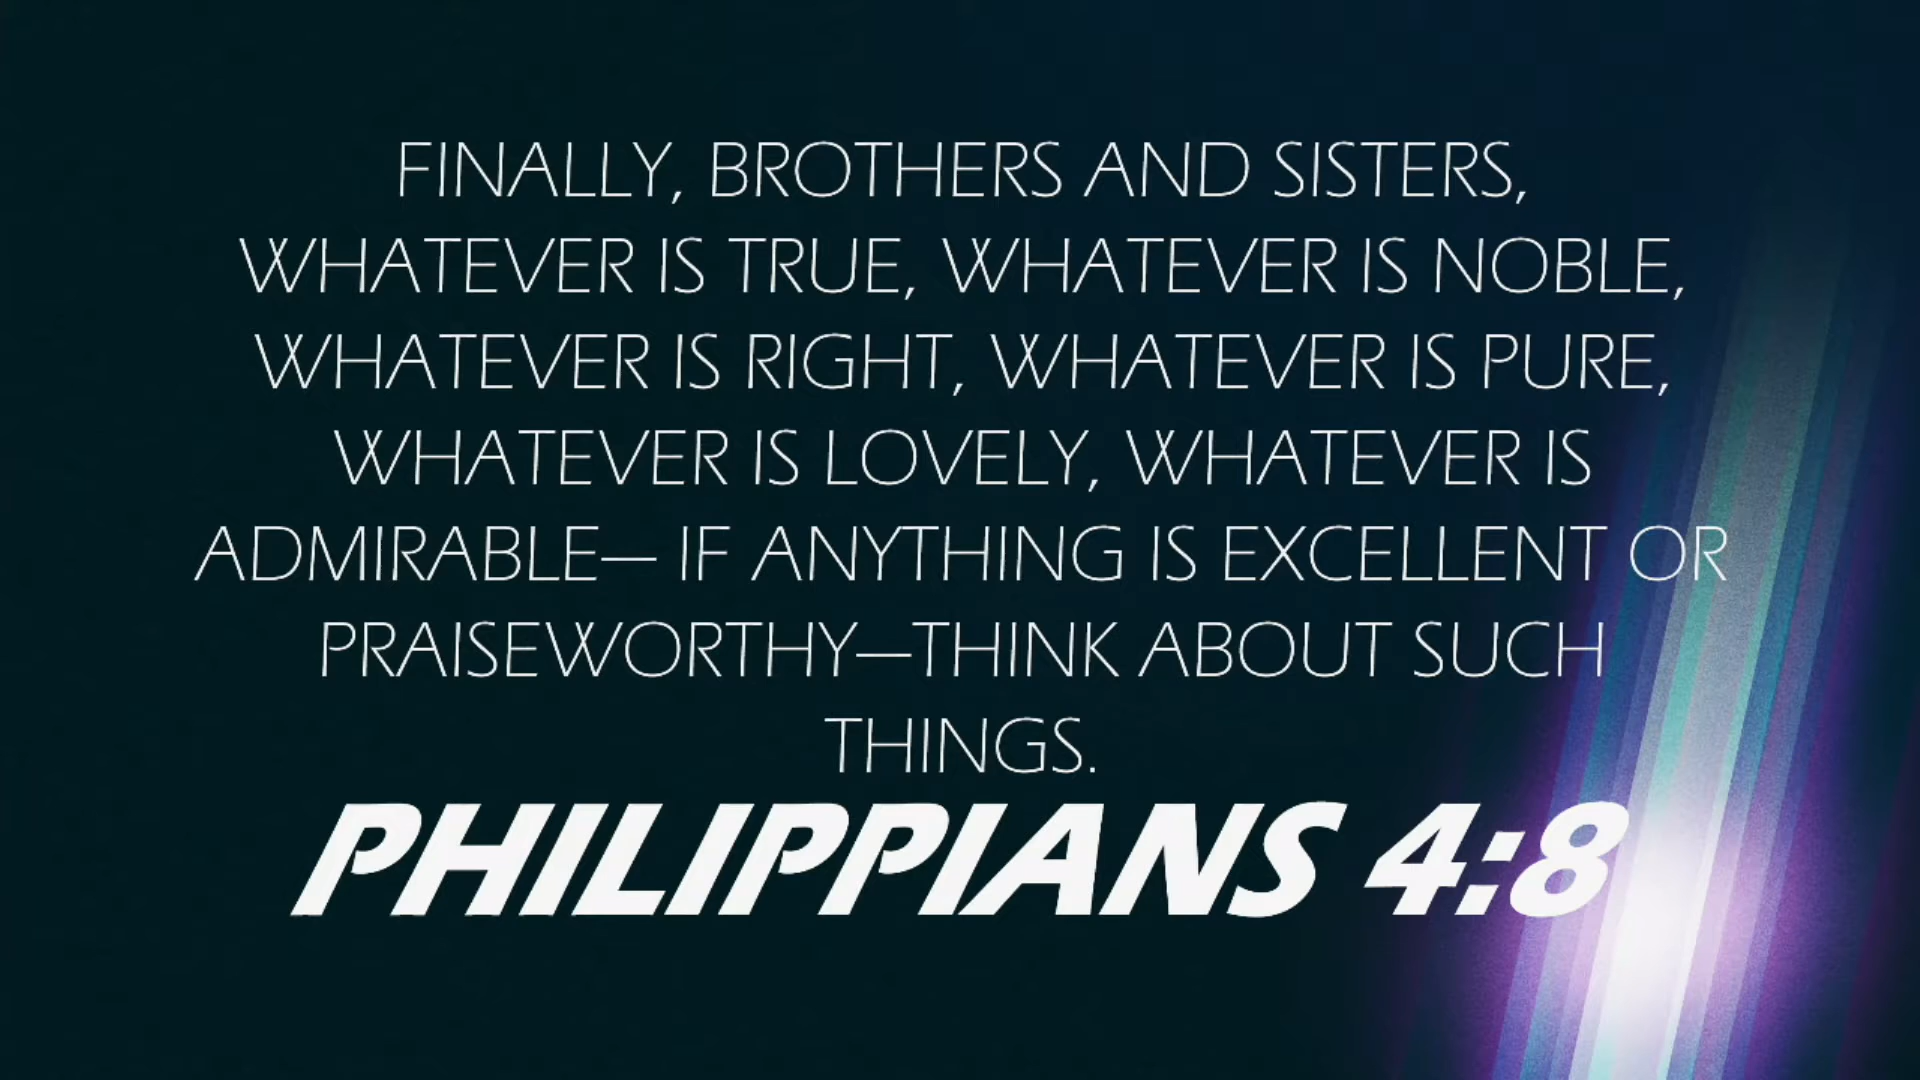 FINALLY, BROTHERS AND SISTERS,
WHATEVER IS TRUE, WHATEVER IS NOBLE,
WHATEVER IS RIGHT, WHATEVER IS PURE,
WHATEVER IS LOVELY, WHATEVER IS
ADMIRABLE— IF ANYTHING IS EXCELLENT OR
PRAISEWORTHY—THINK ABOUT SUCH
THINGS.
PHILIPPIANS 4:8